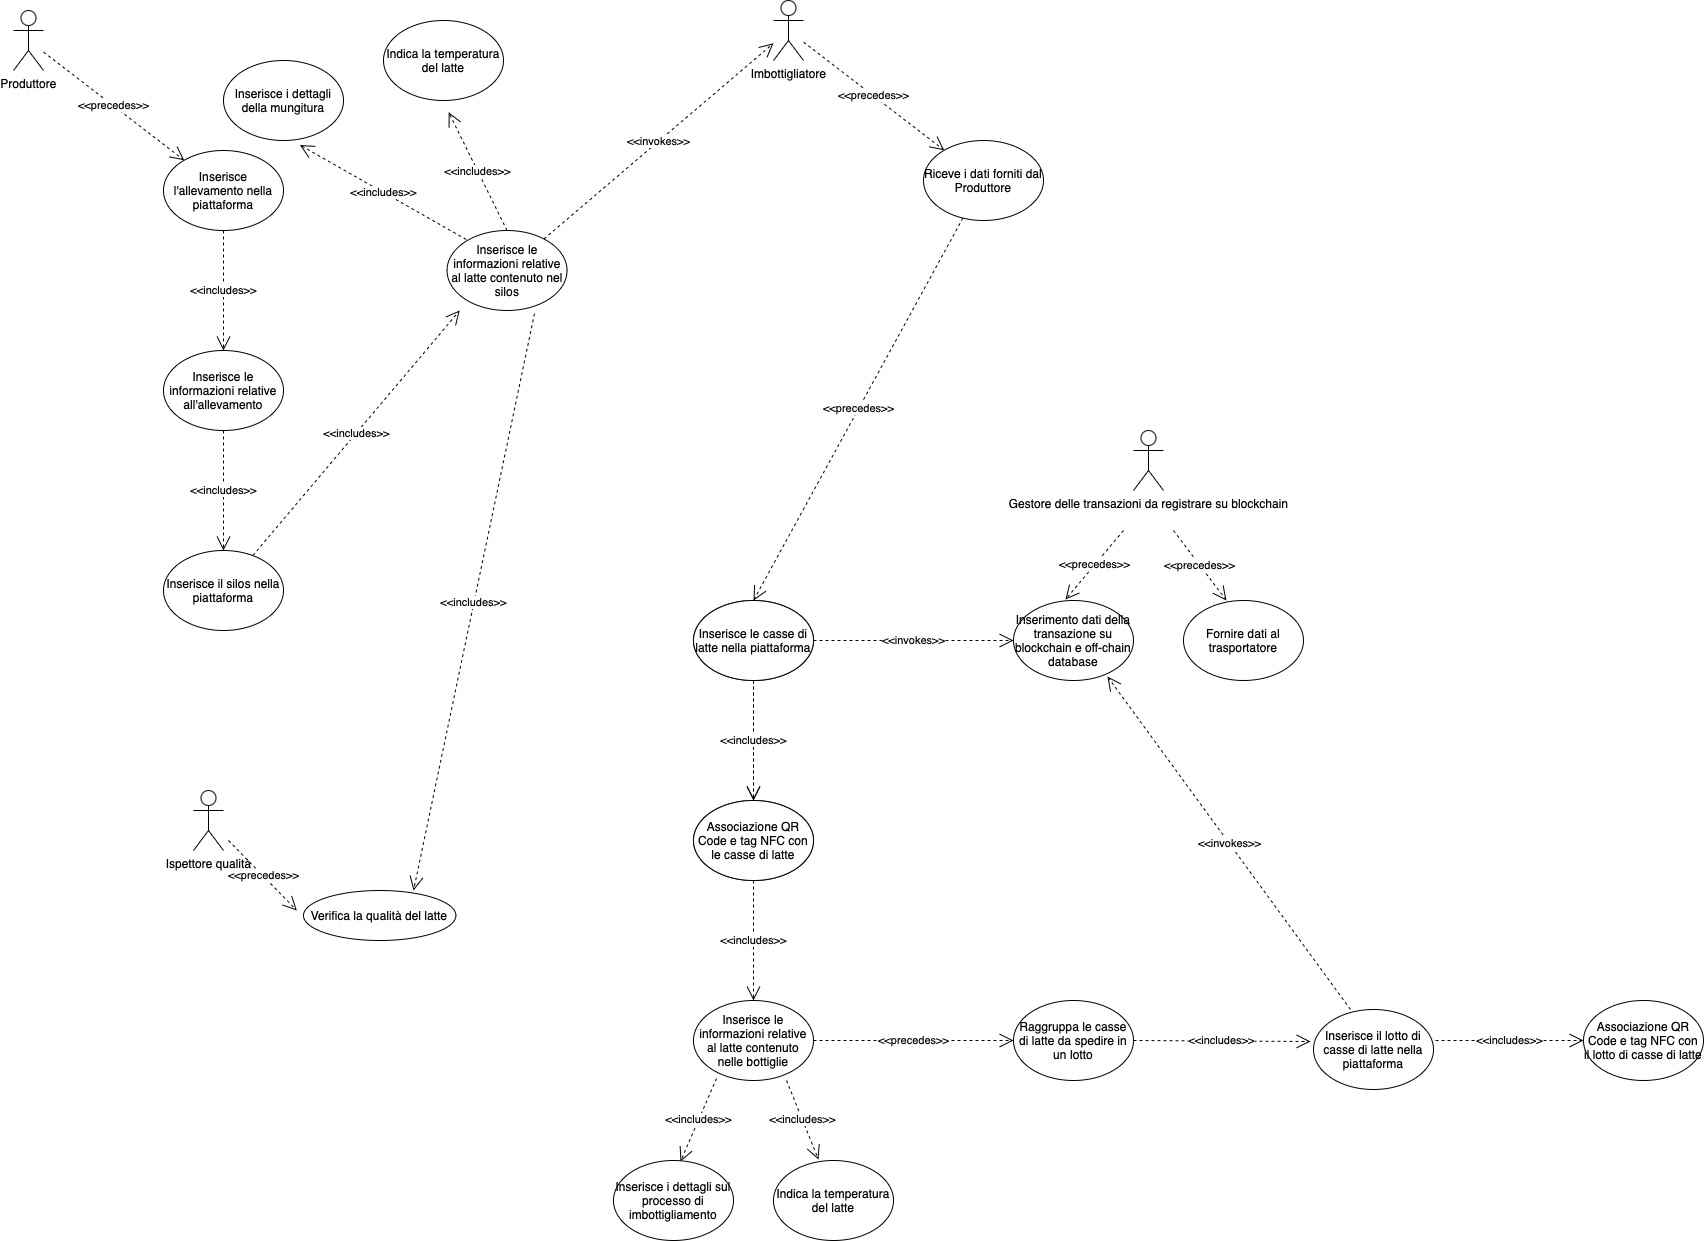 Produttore
<<precedes>>
Inserisce i dettagli
della mungitura
Indica la temperatura
del latte
Imbottigliatore
<<precedes>>
<<invokes>>
<<includes>>
<<includes>>
Inserisce
l'allevamento nella
piattaforma
Riceve i dati forniti dal
Produttore
Inserisce le
informazioni relative
al latte contenuto nel
silos
<<includes>>
Inserisce le
informazioni relative
all'allevamento
<<includes>>
<<precedes>>
<<includes>>
Inserisce il silos nella
piattaforma
<<includes>>
Gestore delle transazioni da registrare su blockchain
<<precedes>>
<<precedes>>
Inserisce le casse di
latte nella piattaforma
<<invokes>>
Inserimento dati della
transazione su
blockchain e off-chain
database
Fornire dati al
trasportatore
<<includes>>
Ispettore qualità
<<precedes>>
Verifica la qualità del latte
Associazione QR
Code e tag NFC con
le casse di latte
<<invokes>>
<<includes>>
Inserisce le
informazioni relative
al latte contenuto
nelle bottiglie
<<precedes>>
Raggruppa le casse
di latte da spedire in
un lotto
<<includes>>
Inserisce il lotto di
casse di latte nella
piattaforma
<<includes>>
Associazione QR
Code e tag NFC con
il lotto di casse di latte
<<includes>>
<<includes>>
Inserisce i dettagli sul
processo di
imbottigliamento
Indica la temperatura
del latte